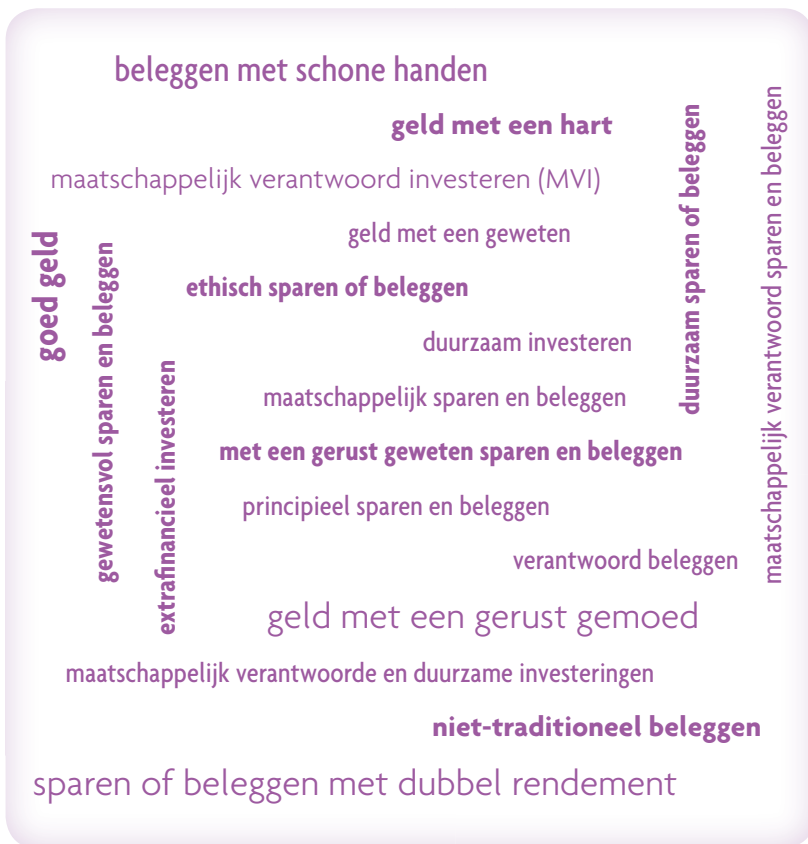 beleggen met schone handen
geld met een hart
maatschappelijk verantwoord investeren (MVI)
geld met een geweten
ethisch sparen of beleggen
duurzaam investeren
maatschappelijk sparen en beleggen
met een gerust geweten sparen en beleggen
principieel sparen en beleggen
verantwoord beleggen
geld met een gerust gemoed
maatschappelijk verantwoorde en duurzame investeringen
niet-traditioneel beleggen
sparen of beleggen met dubbel rendement
goed geld
gewetensvol sparen en beleggen
extrafinancieel investeren
duurzaam sparen of beleggen
maatschappelijk verantwoord sparen en beleggen